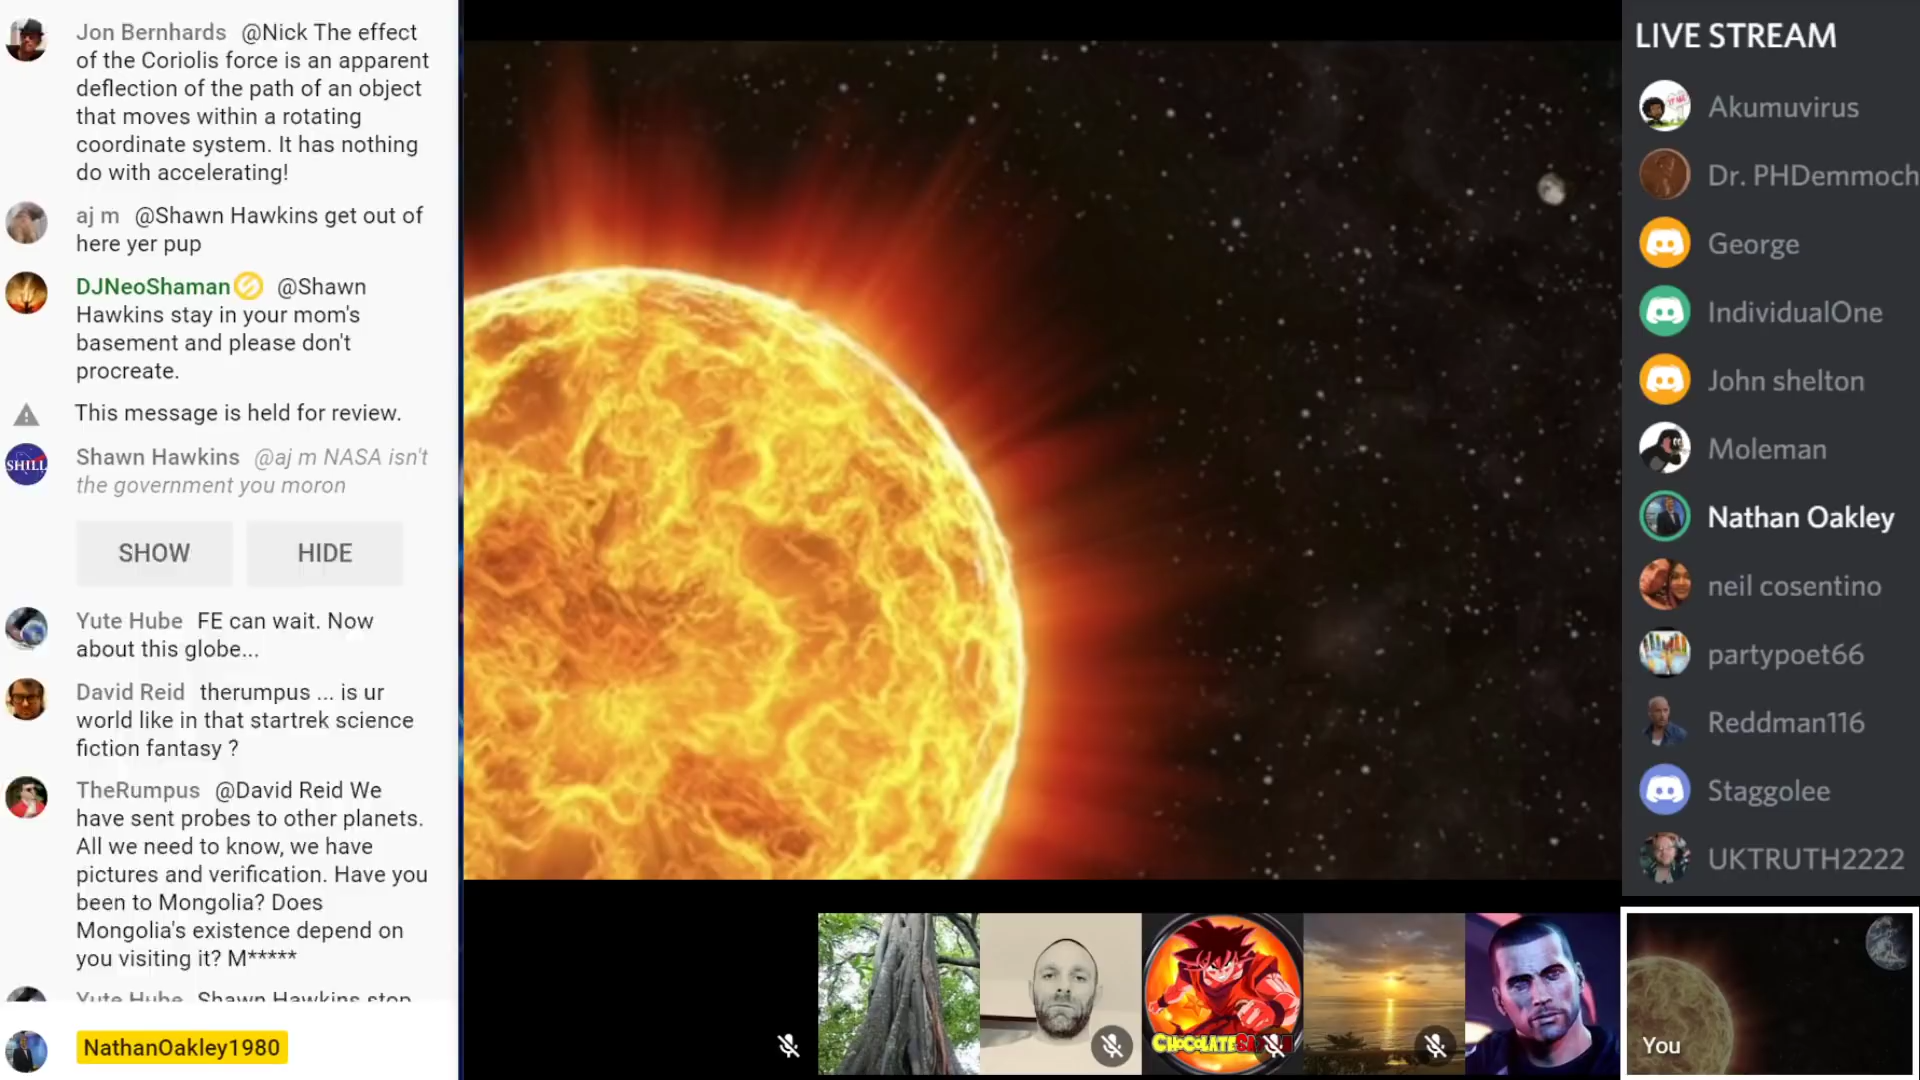 Jon Bernhards @Nick The effect
of the Coriolis force is an apparent
deflection of the path of an object
that moves within a rotating
coordinate system. It has nothing
do with accelerating!
aj m @Shawn Hawkins get out of
here yer pup
DJNeoShaman @Shawn
Hawkins stay in your mom's
basement and please don't
procreate.
This message is held for review.
SHILL
Shawn Hawkins @aj m NASA isn't
the government you moron
SHOW HIDE
Yute Hube FE can wait. Now
about this globe...
David Reid therumpus ... is ur
world like in that startrek science
fiction fantasy ?
TheRumpus @David Reid We
have sent probes to other planets.
All we need to know, we have
pictures and verification. Have you
been to Mongolia? Does
Mongolia's existence depend on
you visiting it? M*****
Yute Hube Shawn Hawkins stop
NathanOakley1980
LIVE STREAM
Akumuvirus
Dr. PHDemmoch
George
IndividualOne
John shelton
Moleman
Nathan Oakley
neil cosentino
partypoet66
Reddman116
Staggolee
UKTRUTH2222
You